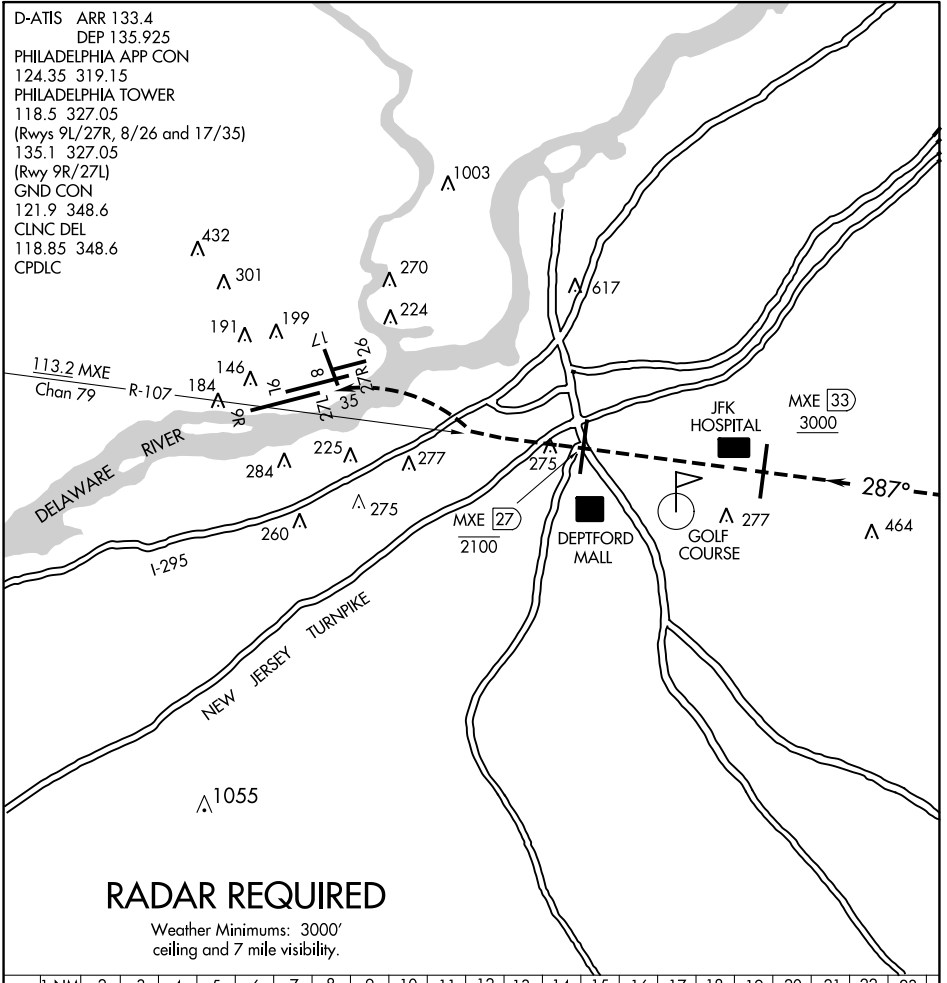 D-ATIS ARR 133.4
DEP 135.925
PHILADELPHIA APP CON
124.35 319.15
PHILADELPHIA TOWER
118.5 327.05
(Rwys 9L/27R, 8/26 and 17/35)
135.1 327.05
(Rwy 9R/27L)
GND CON
121.9 348.6
CLNC DEL
118.85 348.6
CPDLC
1003
432
301
270
617
224
191
199
17
26
113.2 MXE
Chan 79
R-107
146
8
27R
184
9L
35
27L
9R
JFK
HOSPITAL
MXE 33
3000
DELAWARE RIVER
225
284
277
275
287°
275
MXE 27
2100
DEPTFORD
MALL
GOLF
COURSE
277
464
260
I-295
NEW JERSEY TURNPIKE
1055
RADAR REQUIRED
Weather Minimums: 3000'
ceiling and 7 mile visibility.
1 NM 2 3 4 5 6 7 8 9 10 11 12 13 14 15 16 17 18 19 20 21 22 23